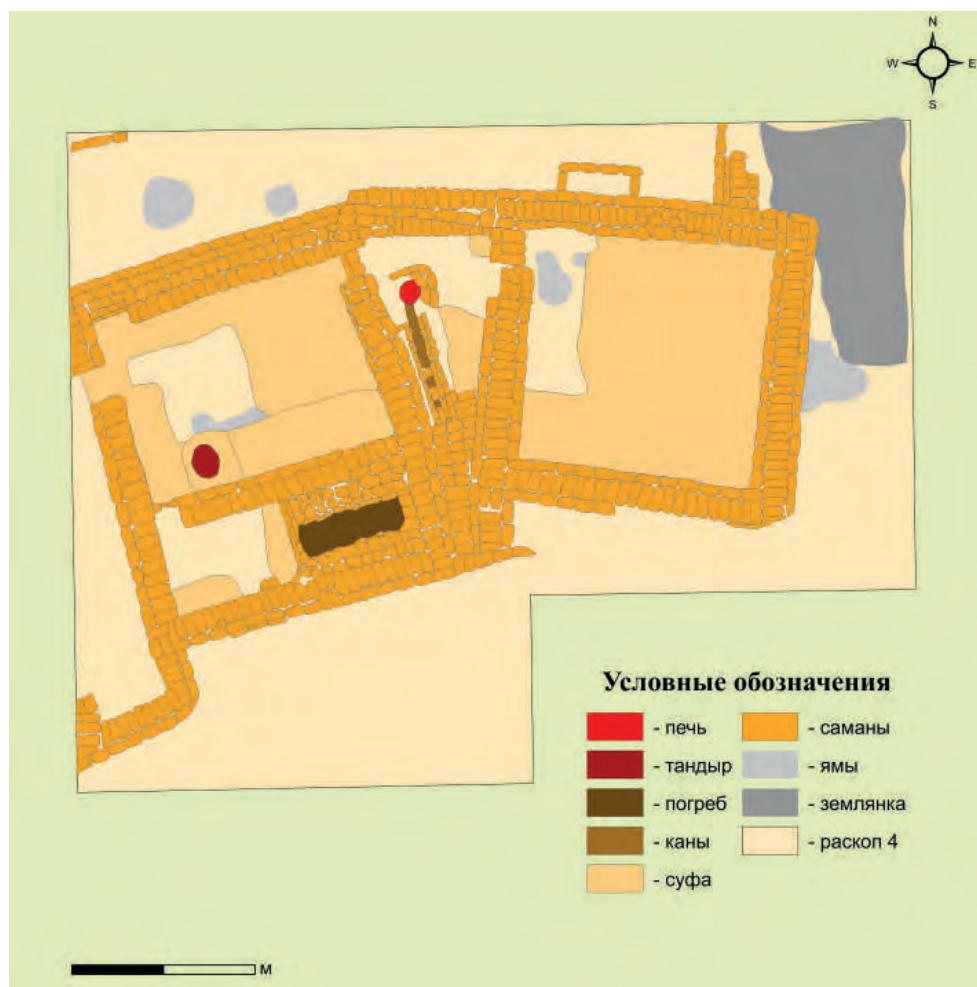 N
W E
S
Условные обозначения
- печь
- тандыр
- погреб
- каны
- суфа
- саманы
- ямы
- землянка
- раскоп 4
М